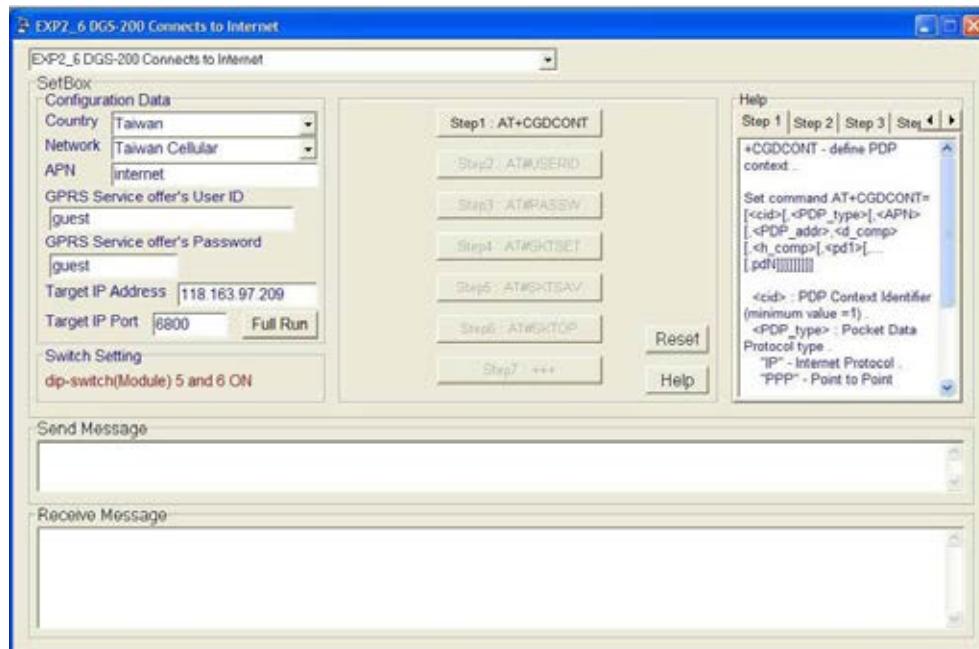 EXP2_6 DGS-200 Connects to Internet
EXP2_6 DGS-200 Connects to Internet
SetBox
Configuration Data
Country Taiwan
Network Taiwan Cellular
APN internet
GPRS Service offer's User ID
guest
GPRS Service offer's Password
guest
Target IP Address 118.163.97.209
Target IP Port 6800 Full Run
Switch Setting
dip-switch(Module) 5 and 6 ON
Step1 : AT+CGDCONT
Step2 : AT#USERID
Step3 : AT#PASSW
Step4 : AT#SKTSET
Step5 : AT#SKTSAV
Step6 : AT#SKTOP
Step7 : +++
Reset
Help
Help
Step 1 Step 2 Step 3
+CGDCONT - define PDP
context .
Set command AT+CGDCONT=
[<cid>[,<PDP_type>[,<APN>
[,<PDP_addr>,<d_comp>
[,<h_comp>[,<pd1>[,...
[,pdN]]]]]]]]]]
<cid> : PDP Context Identifier
(minimum value =1) .
<PDP_type> : Pocket Data
Protocol type .
"IP" - Internet Protocol .
"PPP" - Point to Point
Send Message
Receive Message